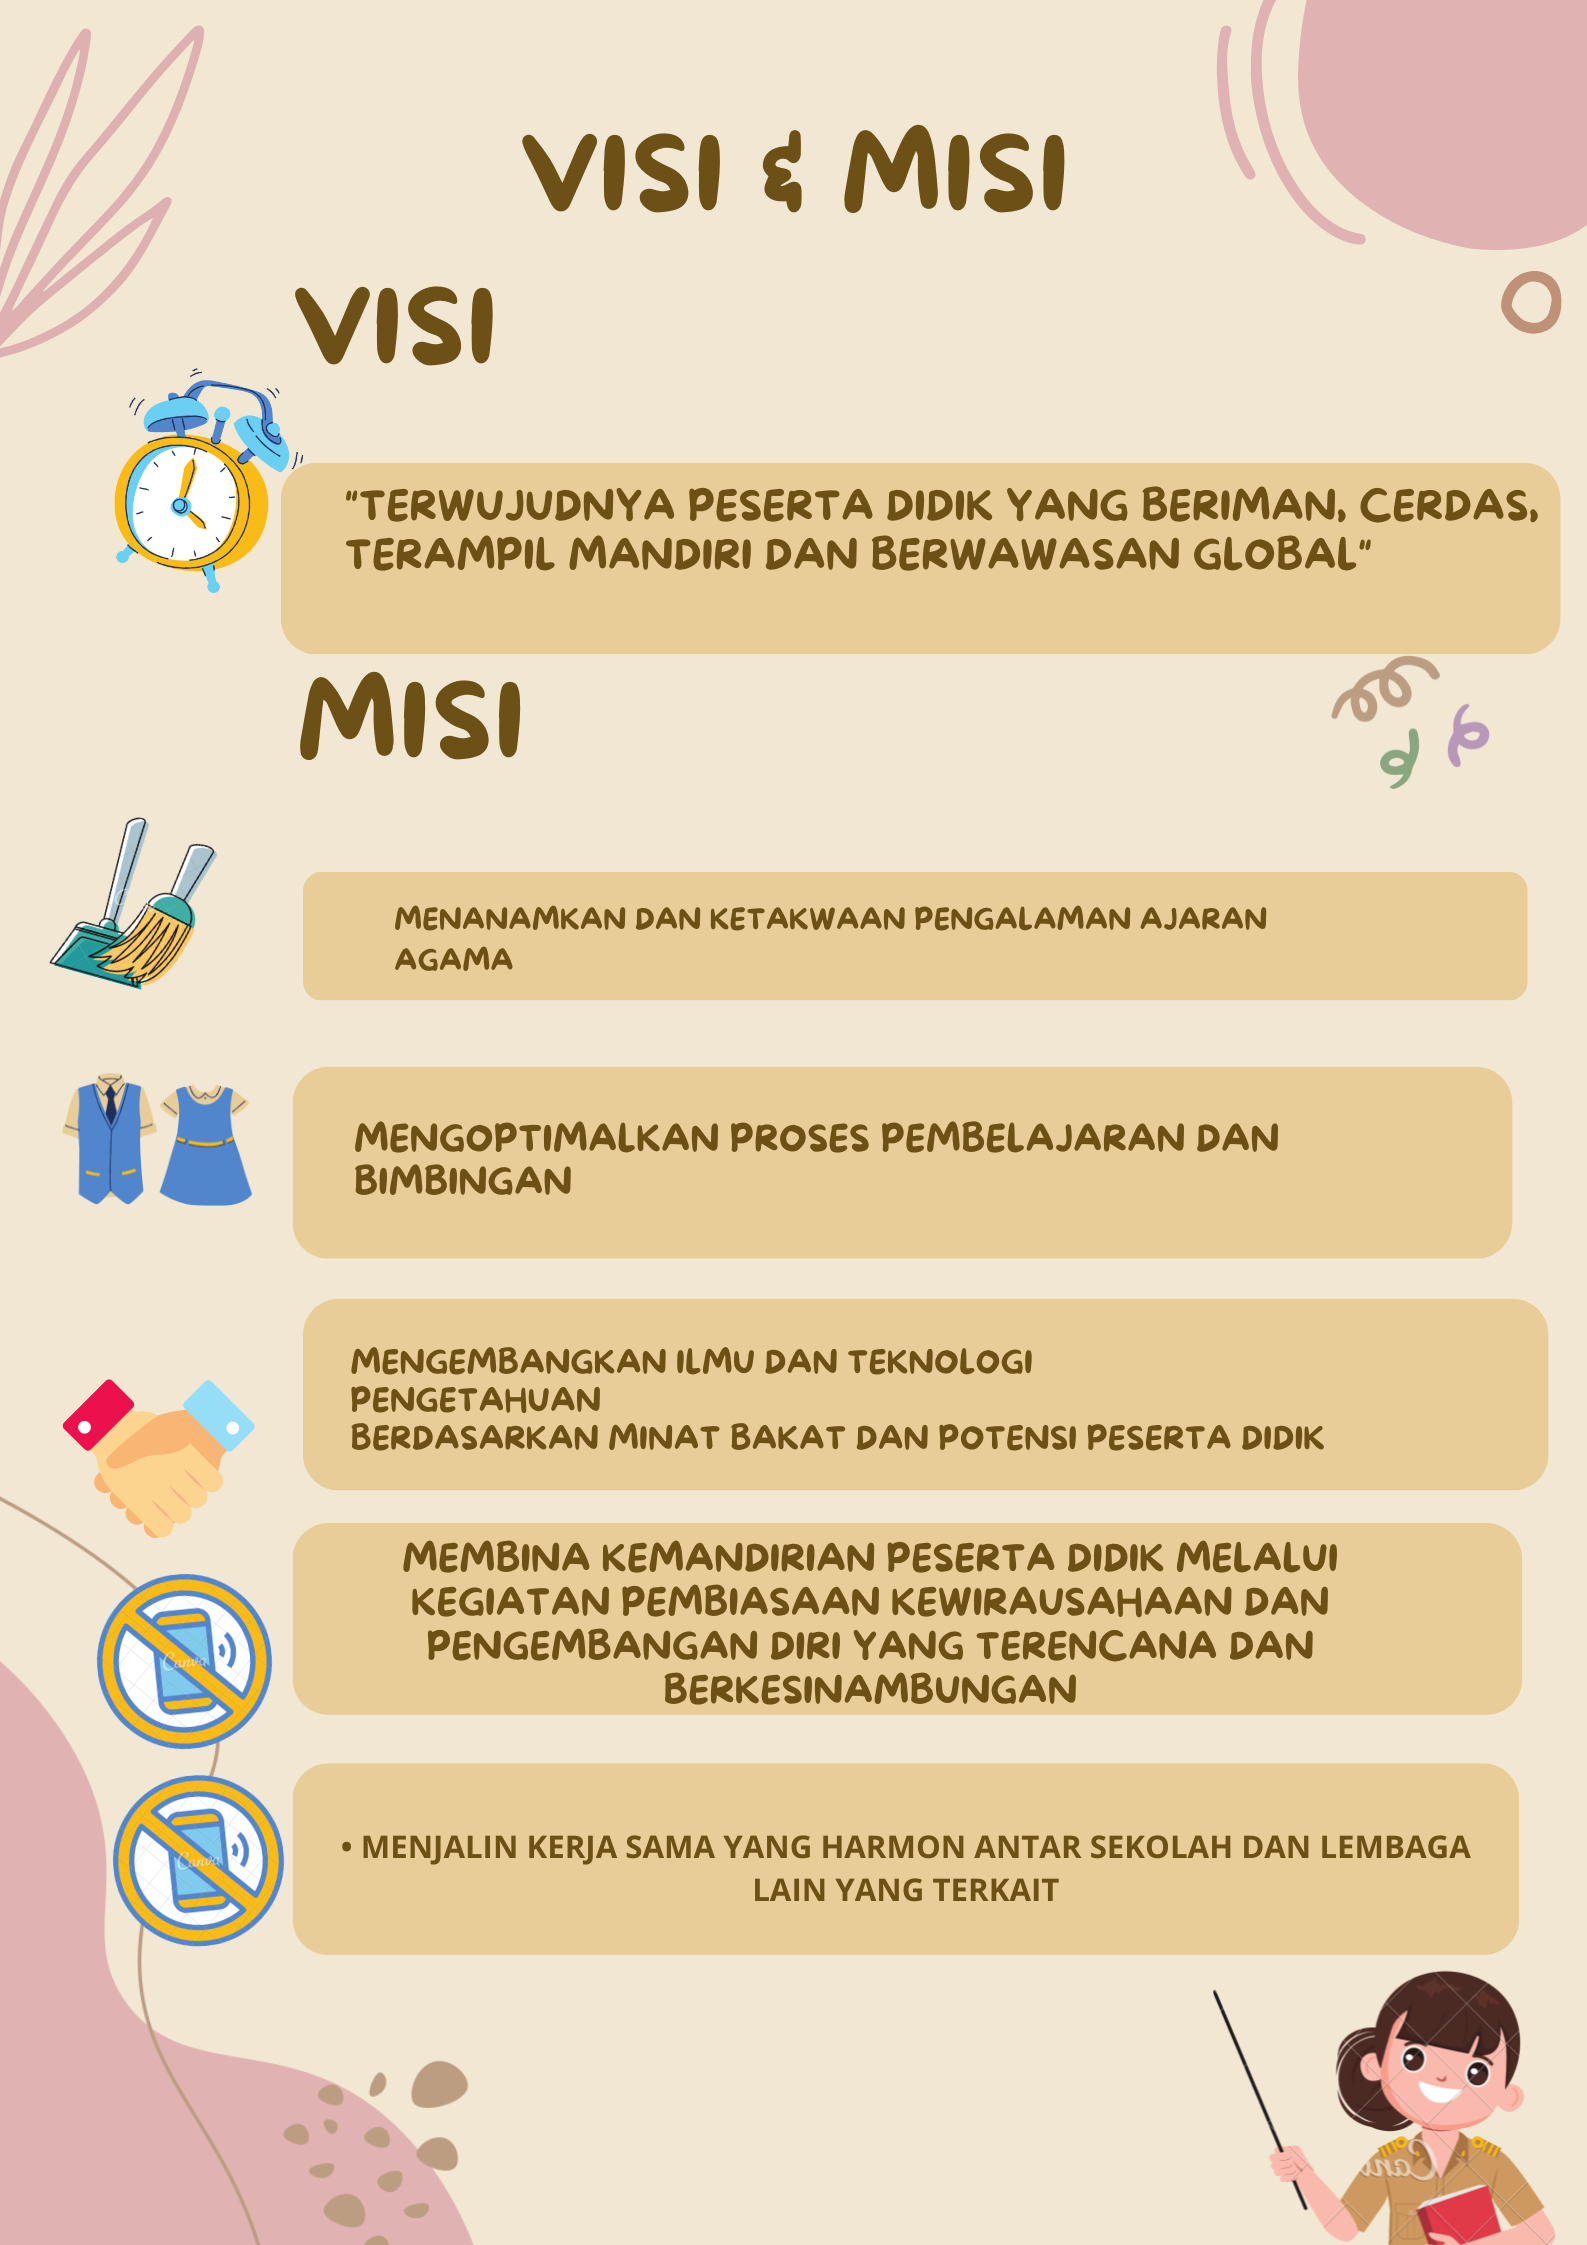 VISI & MISI
VISI
"TERWUJUDNYA PESERTA DIDIK YANG BERIMAN, CERDAS,
TERAMPIL MANDIRI DAN BERWAWASAN GLOBAL"
MISI
MENANAMKAN DAN KETAKWAAN PENGALAMAN AJARAN
AGAMA
MENGOPTIMALKAN PROSES PEMBELAJARAN DAN
BIMBINGAN
MENGEMBANGKAN ILMU DAN TEKNOLOGI
PENGETAHUAN
BERDASARKAN MINAT BAKAT DAN POTENSI PESERTA DIDIK
MEMBINA KEMANDIRIAN PESERTA DIDIK MELALUI
KEGIATAN PEMBIASAAN KEWIRAUSAHAAN DAN
PENGEMBANGAN DIRI YANG TERENCANA DAN
BERKESINAMBUNGAN
Canva
• MENJALIN KERJA SAMA YANG HARMON ANTAR SEKOLAH DAN LEMBAGA
LAIN YANG TERKAIT
Canva